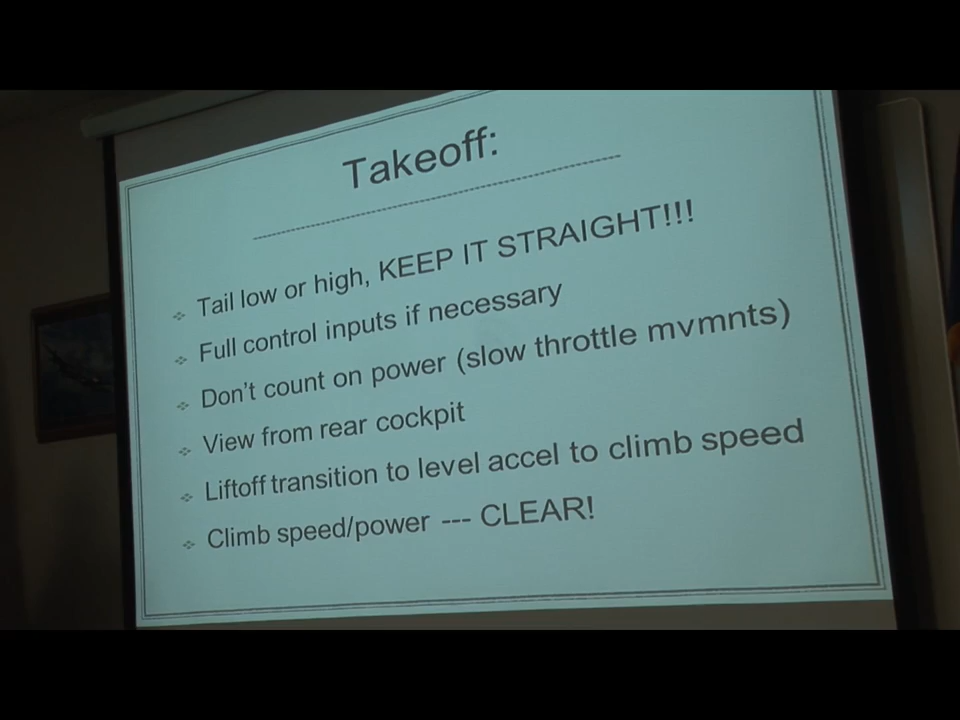 Takeoff:
Tail low or high, KEEP IT STRAIGHT!!!
Full control inputs if necessary
Don't count on power (slow throttle mvmnts)
View from rear cockpit
Liftoff transition to level accel to climb speed
Climb speed/power --- CLEAR!